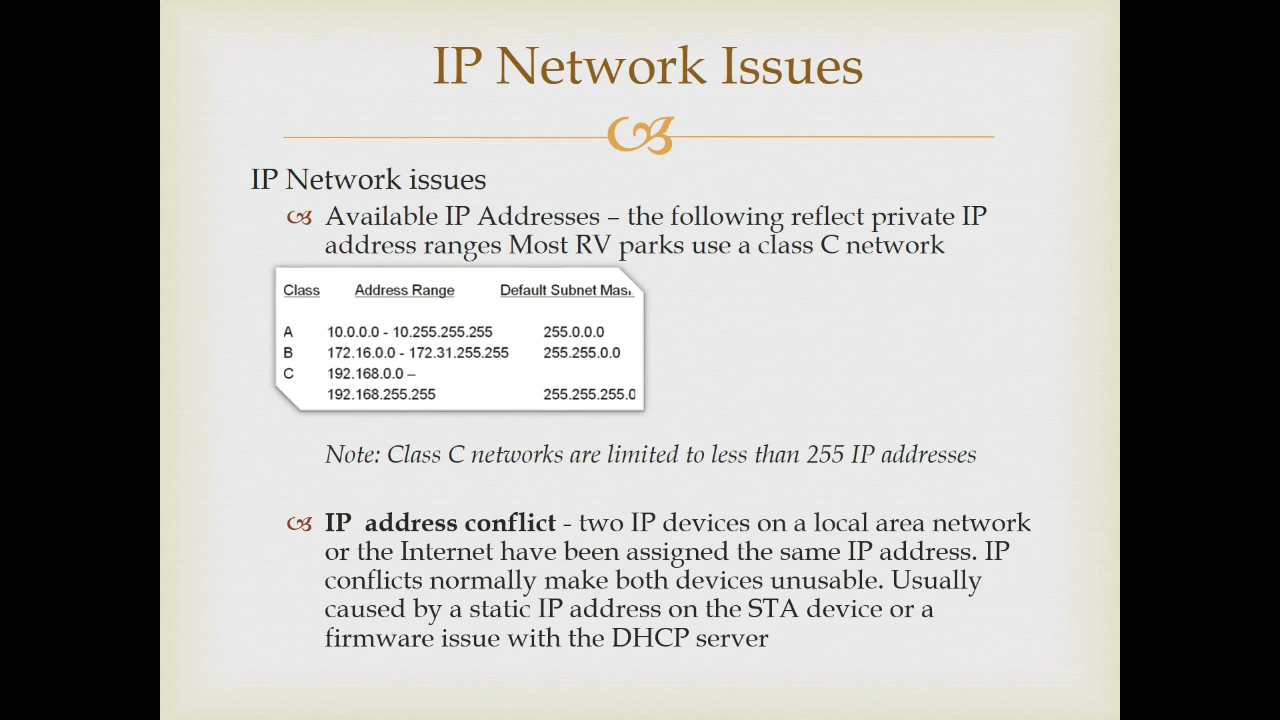 IP Network Issues
IP Network issues
Available IP Addresses – the following reflect private IP
address ranges Most RV parks use a class C network
Class Address Range Default Subnet Mas
A 10.0.0.0 - 10.255.255.255 255.0.0.0
B 172.16.0.0 - 172.31.255.255 255.255.0.0
C 192.168.0.0 –
192.168.255.255 255.255.255.0
Note: Class C networks are limited to less than 255 IP addresses
IP address conflict - two IP devices on a local area network
or the Internet have been assigned the same IP address. IP
conflicts normally make both devices unusable. Usually
caused by a static IP address on the STA device or a
firmware issue with the DHCP server